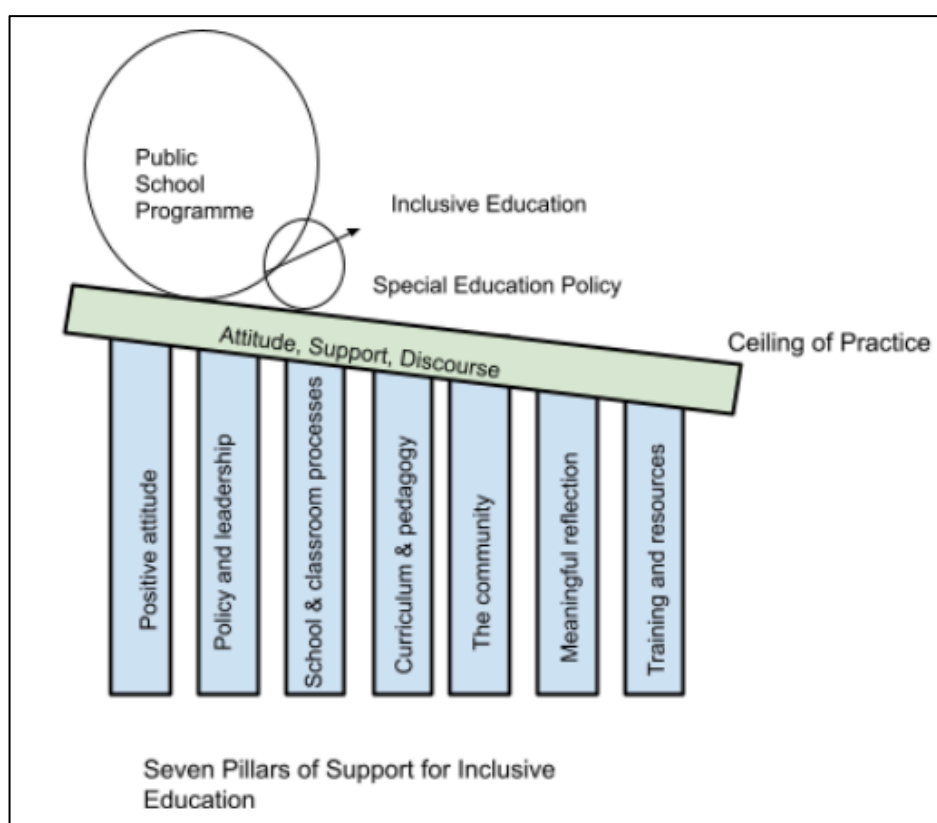 Public
School
Programme
Inclusive Education
Special Education Policy
Ceiling of Practice
Attitude, Support, Discourse
Positive attitude
Policy and leadership
School & classroom processes
Curriculum & pedagogy
The community
Meaningful reflection
Training and resources
Seven Pillars of Support for Inclusive
Education